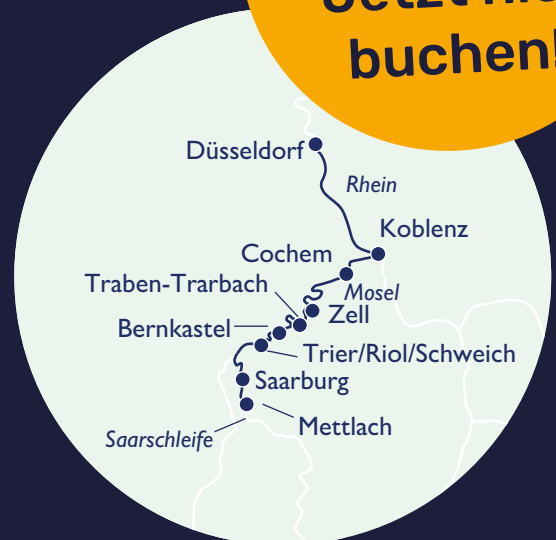 buchen!
Düsseldorf
Rhein
Koblenz
Cochem
Mosel
Traben-Trarbach
Zell
Bernkastel
Trier/Riol/Schweich
Saarburg
Mettlach
Saarschleife